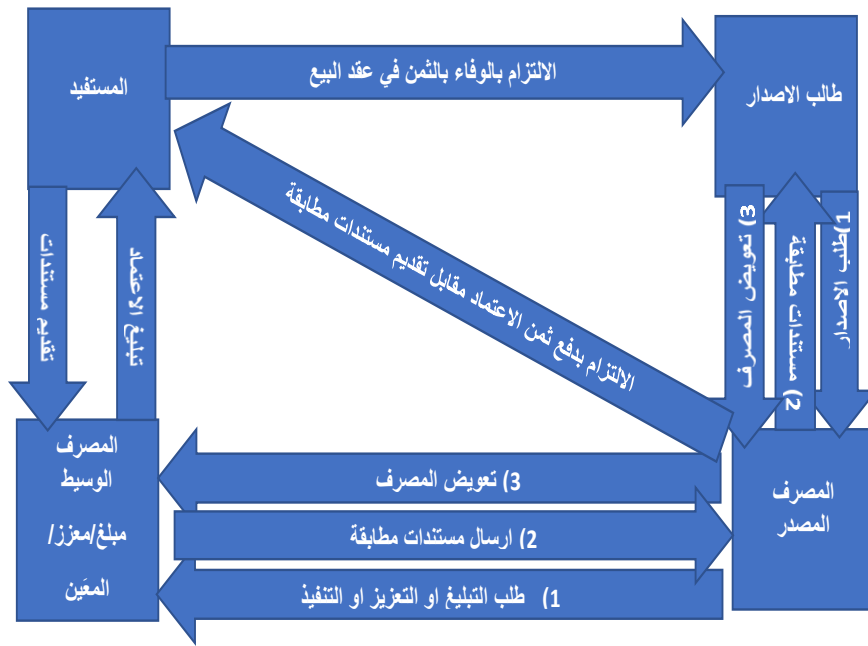 المستفيد
الالتزام بالوفاء بالثمن في عقد البيع
طالب الاصدار
الالتزام بدفع ثمن الاعتماد مقابل تقديم مستندات مطابقة
تقديم مستندات
تبليغ الاعتماد
3) تعويض المصرف
2) مستندات مطابقة
1) طلب الاصدار
المصرف
الوسيط
مبلغ/معزز/
المعَين
3) تعويض المصرف
2) ارسال مستندات مطابقة
1) طلب التبليغ او التعزيز او التنفيذ
المصرف
المصدر